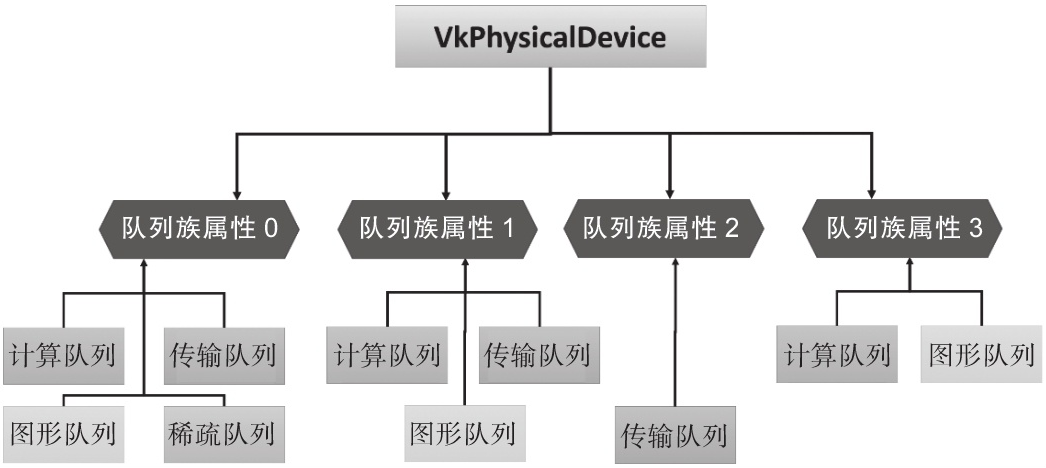 VkPhysicalDevice
队列族属性 0
队列族属性 1
队列族属性 2
队列族属性 3
计算队列
传输队列
图形队列
稀疏队列
计算队列
传输队列
图形队列
传输队列
计算队列
图形队列